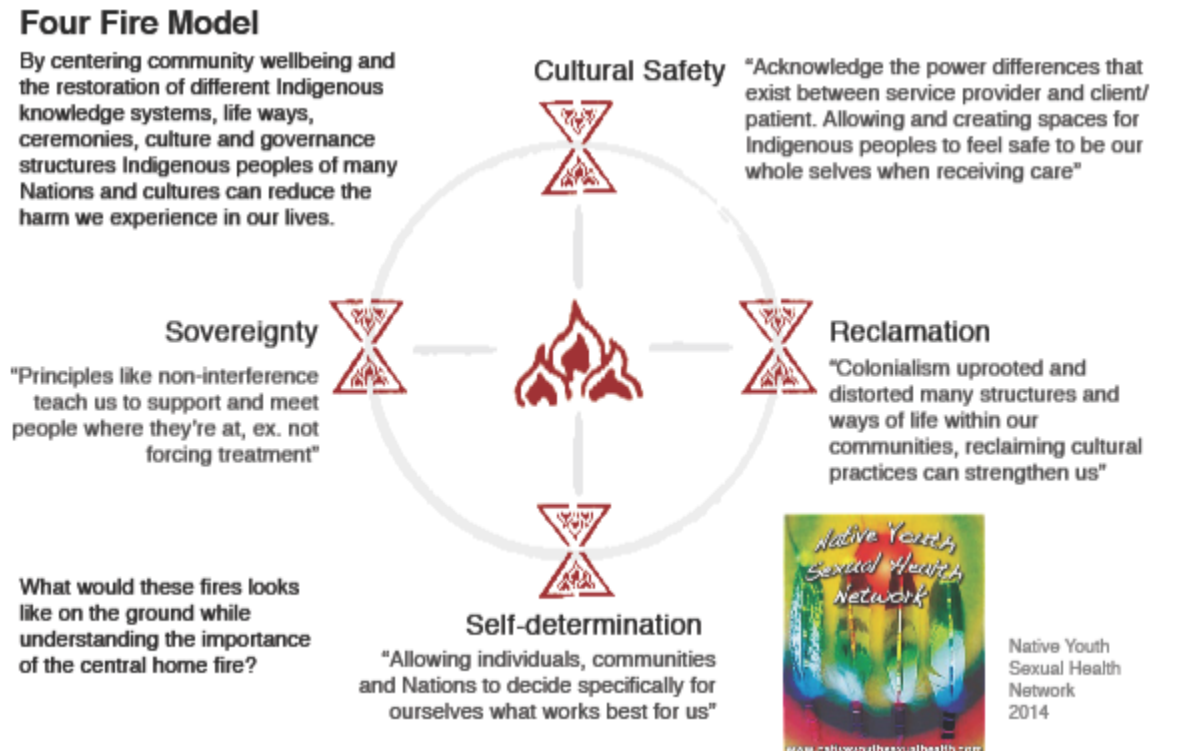 Four Fire Model
By centering community wellbeing and
the restoration of different Indigenous
knowledge systems, life ways,
ceremonies, culture and governance
structures Indigenous peoples of many
Nations and cultures can reduce the
harm we experience in our lives.
Cultural Safety
“Acknowledge the power differences that
exist between service provider and client/
patient. Allowing and creating spaces for
Indigenous peoples to feel safe to be our
whole selves when receiving care”
Sovereignty
“Principles like non-interference
teach us to support and meet
people where they’re at, ex. not
forcing treatment”
Reclamation
“Colonialism uprooted and
distorted many structures and
ways of life within our
communities, reclaiming cultural
practices can strengthen us”
What would these fires looks
like on the ground while
understanding the importance
of the central home fire?
Self-determination
“Allowing individuals, communities
and Nations to decide specifically for
ourselves what works best for us”
Native Youth
Sexual Health
Network
www.nativeyouthsexualhealth.com
Native Youth
Sexual Health
Network
2014